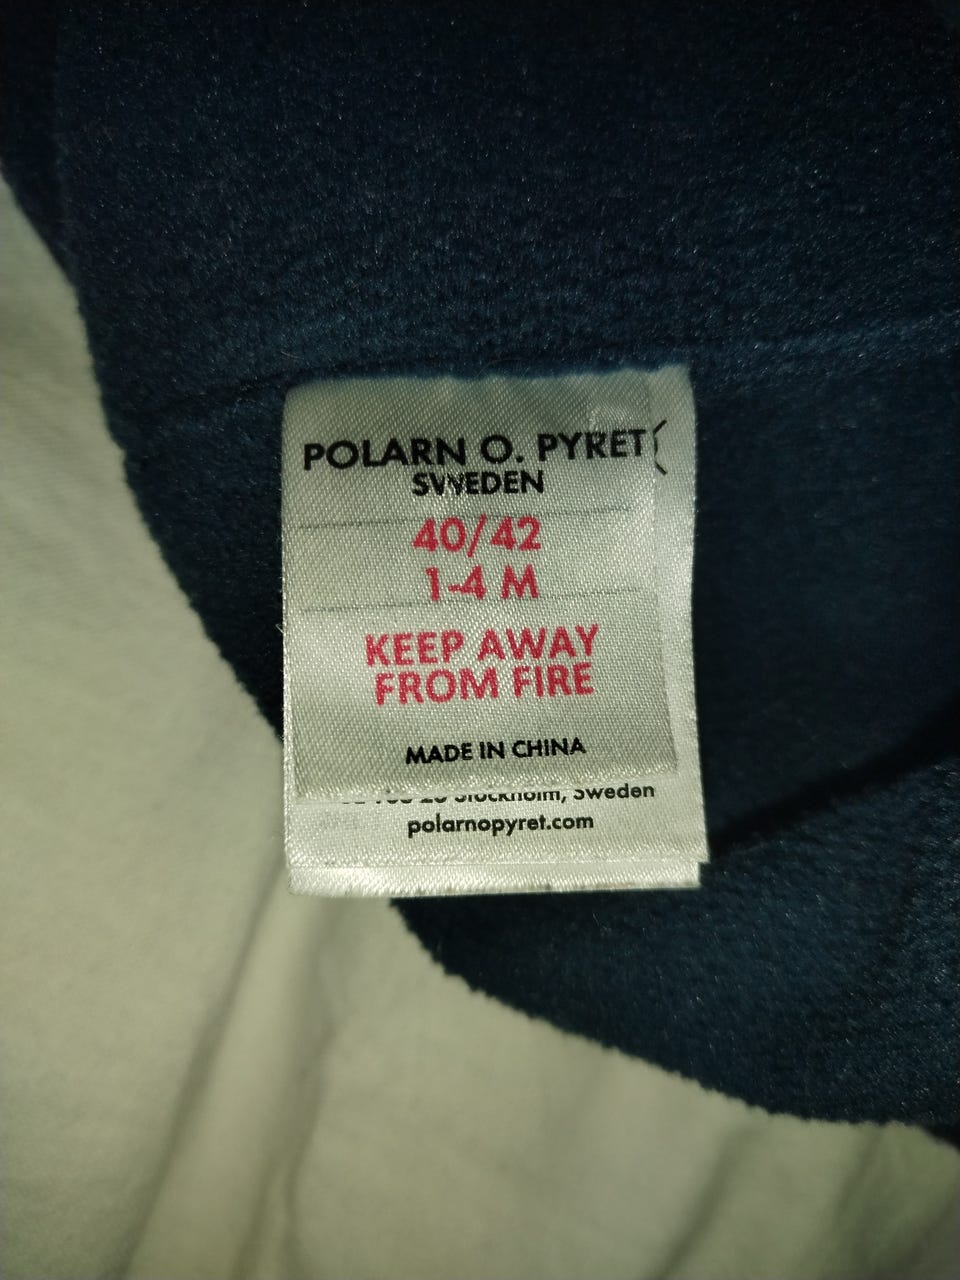 POLARN O. PYRET
SWEDEN
40/42
1-4 M
KEEP AWAY
FROM FIRE
MADE IN CHINA
Stockholm, Sweden
polarnopyret.com